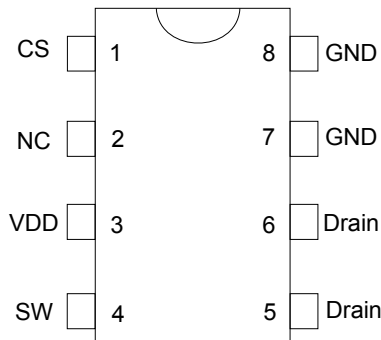 CS 1 8 GND
NC 2 7 GND
VDD 3 6 Drain
SW 4 5 Drain